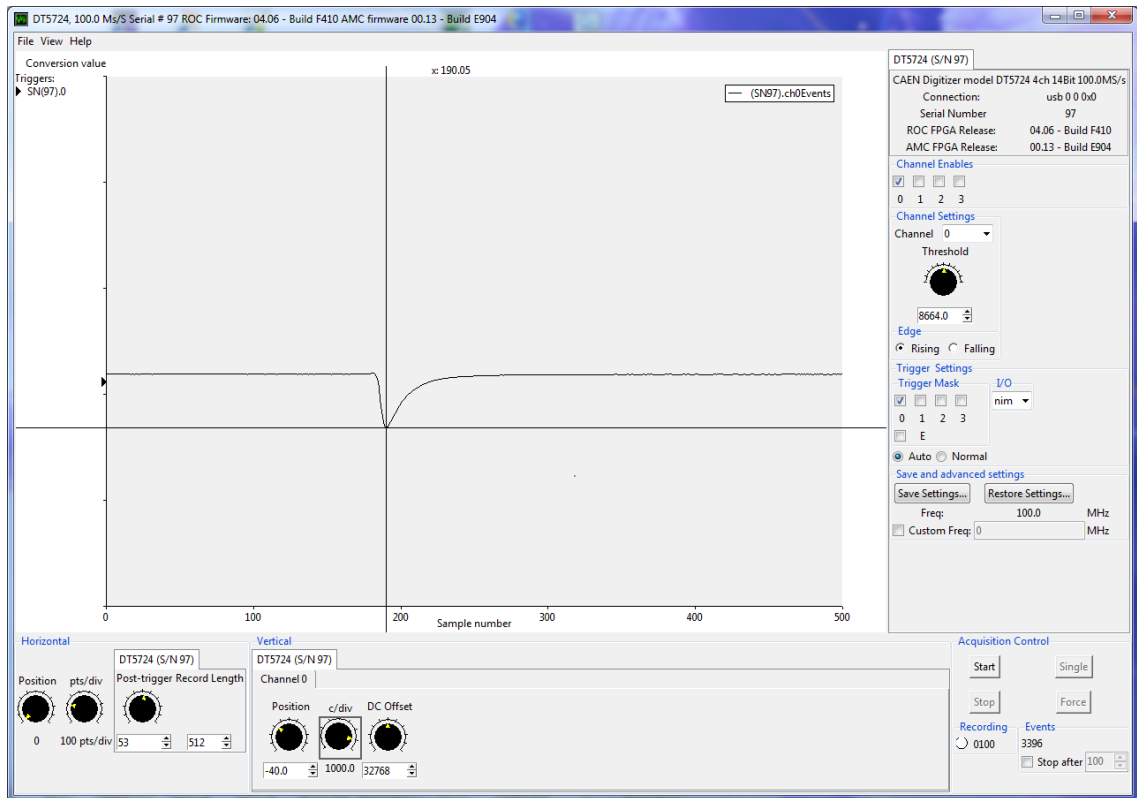 DT5724, 100.0 Ms/S Serial # 97 ROC Firmware: 04.06 - Build F410 AMC firmware 00.13 - Build E904
File View Help
Conversion value
Triggers:
SN(97).0
x: 190.05
(SN97).ch0Events
0 100 200 300 400 500
Sample number
DT5724 (S/N 97)
CAEN Digitizer model DT5724 4ch 14Bit 100.0MS/s
Connection: usb 0 0 0x0
Serial Number 97
ROC FPGA Release: 04.06 - Build F410
AMC FPGA Release: 00.13 - Build E904
Channel Enables
0 1 2 3
Channel Settings
Channel 0
Threshold
8664.0
Edge
Rising Falling
Trigger Settings
Trigger Mask I/O
nim
0 1 2 3
E
Auto Normal
Save and advanced settings
Save Settings... Restore Settings...
Freq: 100.0 MHz
Custom Freq: 0 MHz
Horizontal
DT5724 (S/N 97)
Position pts/div Post-trigger Record Length
0 100 pts/div 53 512
Vertical
DT5724 (S/N 97)
Channel 0
Position c/div DC Offset
-40.0 1000.0 32768
Acquisition Control
Start Single
Stop Force
Recording Events
0100 3396
Stop after 100